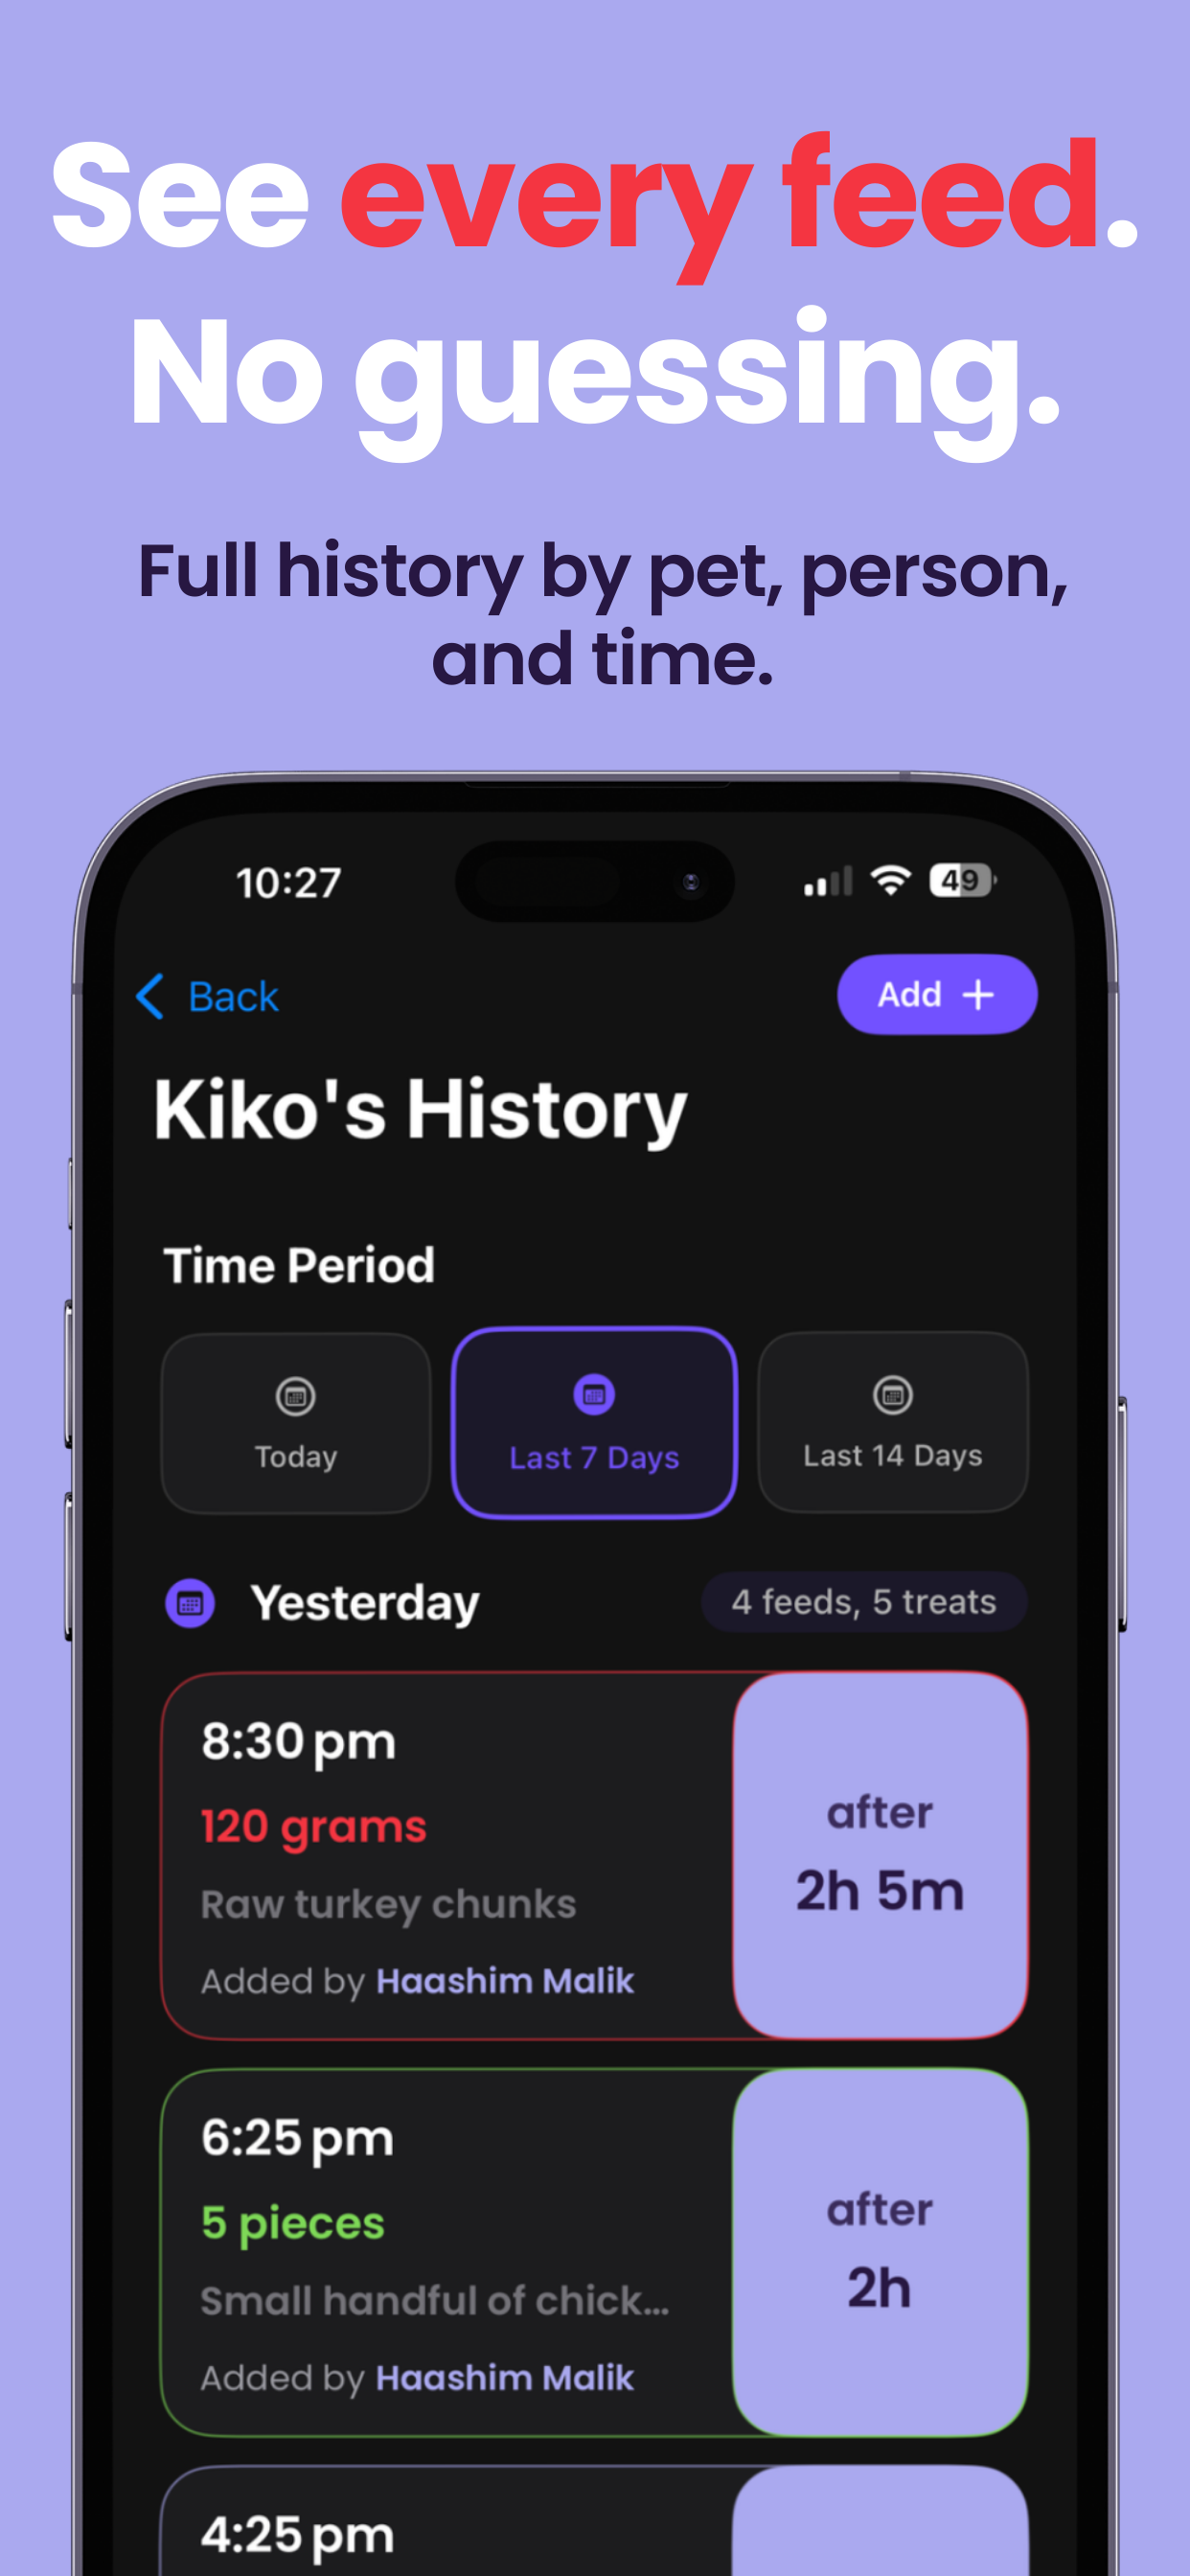 See every feed.
No guessing.
Full history by pet, person,
and time.
10:27
49
Back
Add +
Kiko's History
Time Period
Today
Last 7 Days
Last 14 Days
Yesterday
4 feeds, 5 treats
8:30 pm
120 grams
Raw turkey chunks
Added by Haashim Malik
after
2h 5m
6:25 pm
5 pieces
Small handful of chick...
Added by Haashim Malik
after
2h
4:25 pm